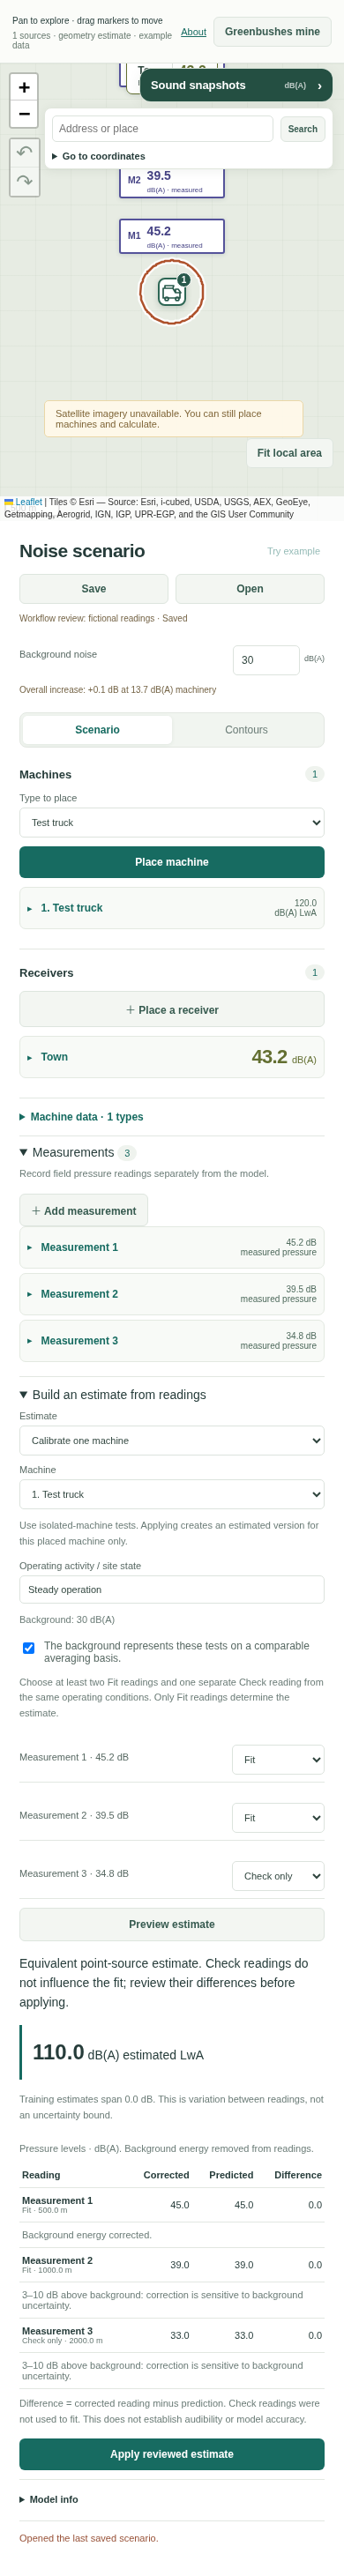 Pan to explore · drag markers to move
1 sources · geometry estimate · example
data
About
Greenbushes mine
+
−
Sound snapshots dB(A) ›
Address or place
Search
Go to coordinates
M2 39.5
dB(A) · measured
M1 45.2
dB(A) · measured
1
Satellite imagery unavailable. You can still place
machines and calculate.
Fit local area
Leaflet | Tiles © Esri — Source: Esri, i-cubed, USDA, USGS, AEX, GeoEye,
Getmapping, Aerogrid, IGN, IGP, UPR-EGP, and the GIS User Community
Noise scenario
Try example
Save
Open
Workflow review: fictional readings · Saved
Background noise
30
dB(A)
Overall increase: +0.1 dB at 13.7 dB(A) machinery
Scenario
Contours
Machines
1
Type to place
Test truck
Place machine
1. Test truck
120.0
dB(A) LwA
Receivers
1
+ Place a receiver
Town
43.2 dB(A)
Machine data · 1 types
Measurements 3
Record field pressure readings separately from the model.
+ Add measurement
Measurement 1
45.2 dB
measured pressure
Measurement 2
39.5 dB
measured pressure
Measurement 3
34.8 dB
measured pressure
Build an estimate from readings
Estimate
Calibrate one machine
Machine
1. Test truck
Use isolated-machine tests. Applying creates an estimated version for
this placed machine only.
Operating activity / site state
Steady operation
Background: 30 dB(A)
The background represents these tests on a comparable
averaging basis.
Choose at least two Fit readings and one separate Check reading from
the same operating conditions. Only Fit readings determine the
estimate.
Measurement 1 · 45.2 dB
Fit
Measurement 2 · 39.5 dB
Fit
Measurement 3 · 34.8 dB
Check only
Preview estimate
Equivalent point-source estimate. Check readings do
not influence the fit; review their differences before
applying.
110.0 dB(A) estimated LwA
Training estimates span 0.0 dB. This is variation between readings, not
an uncertainty bound.
Pressure levels · dB(A). Background energy removed from readings.
Reading Corrected Predicted Difference
Measurement 1
Fit · 500.0 m
45.0 45.0 0.0
Background energy corrected.
Measurement 2
Fit · 1000.0 m
39.0 39.0 0.0
3–10 dB above background: correction is sensitive to background
uncertainty.
Measurement 3
Check only · 2000.0 m
33.0 33.0 0.0
3–10 dB above background: correction is sensitive to background
uncertainty.
Difference = corrected reading minus prediction. Check readings were
not used to fit. This does not establish audibility or model accuracy.
Apply reviewed estimate
Model info
Opened the last saved scenario.